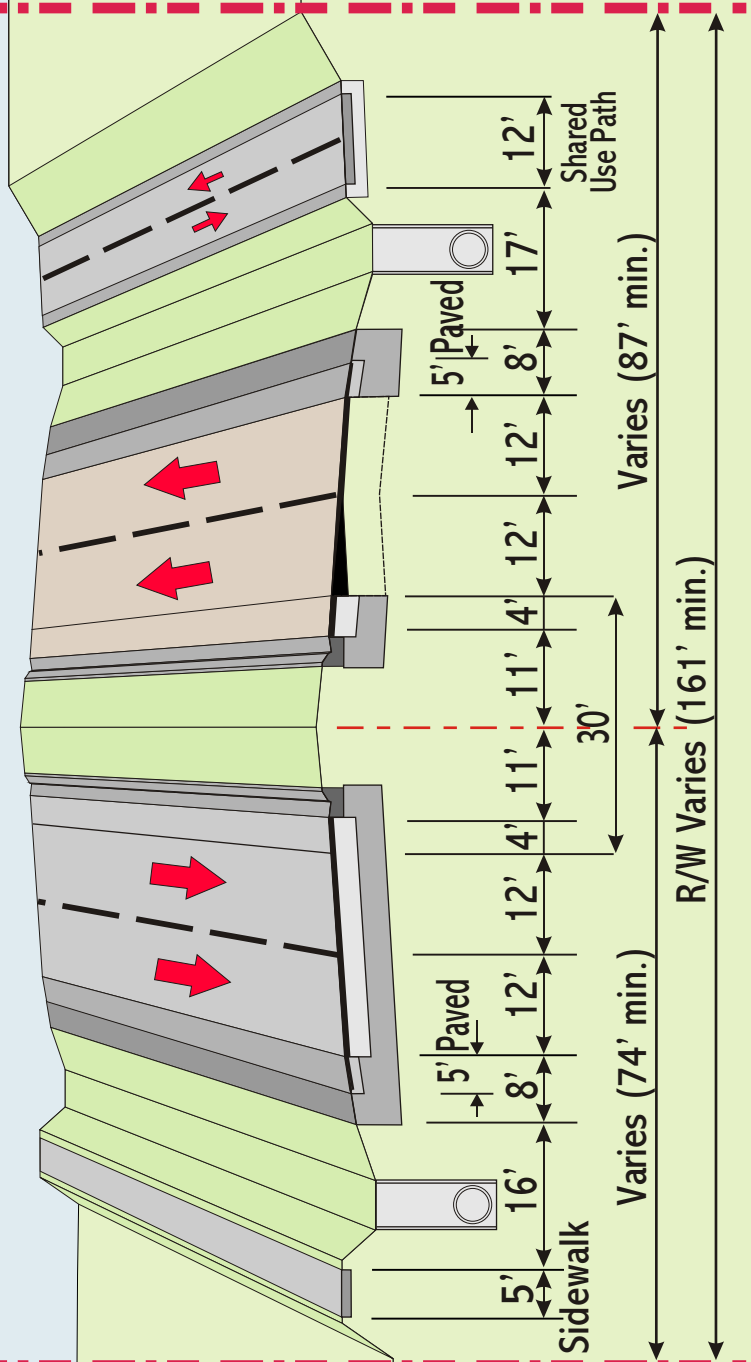 5'
Sidewalk
16'
8'
5' Paved
12'
12'
4'
11'
30'
11'
4'
12'
12'
8'
5' Paved
17'
12'
Shared
Use Path
Varies (74' min.)
Varies (87' min.)
R/W Varies (161' min.)